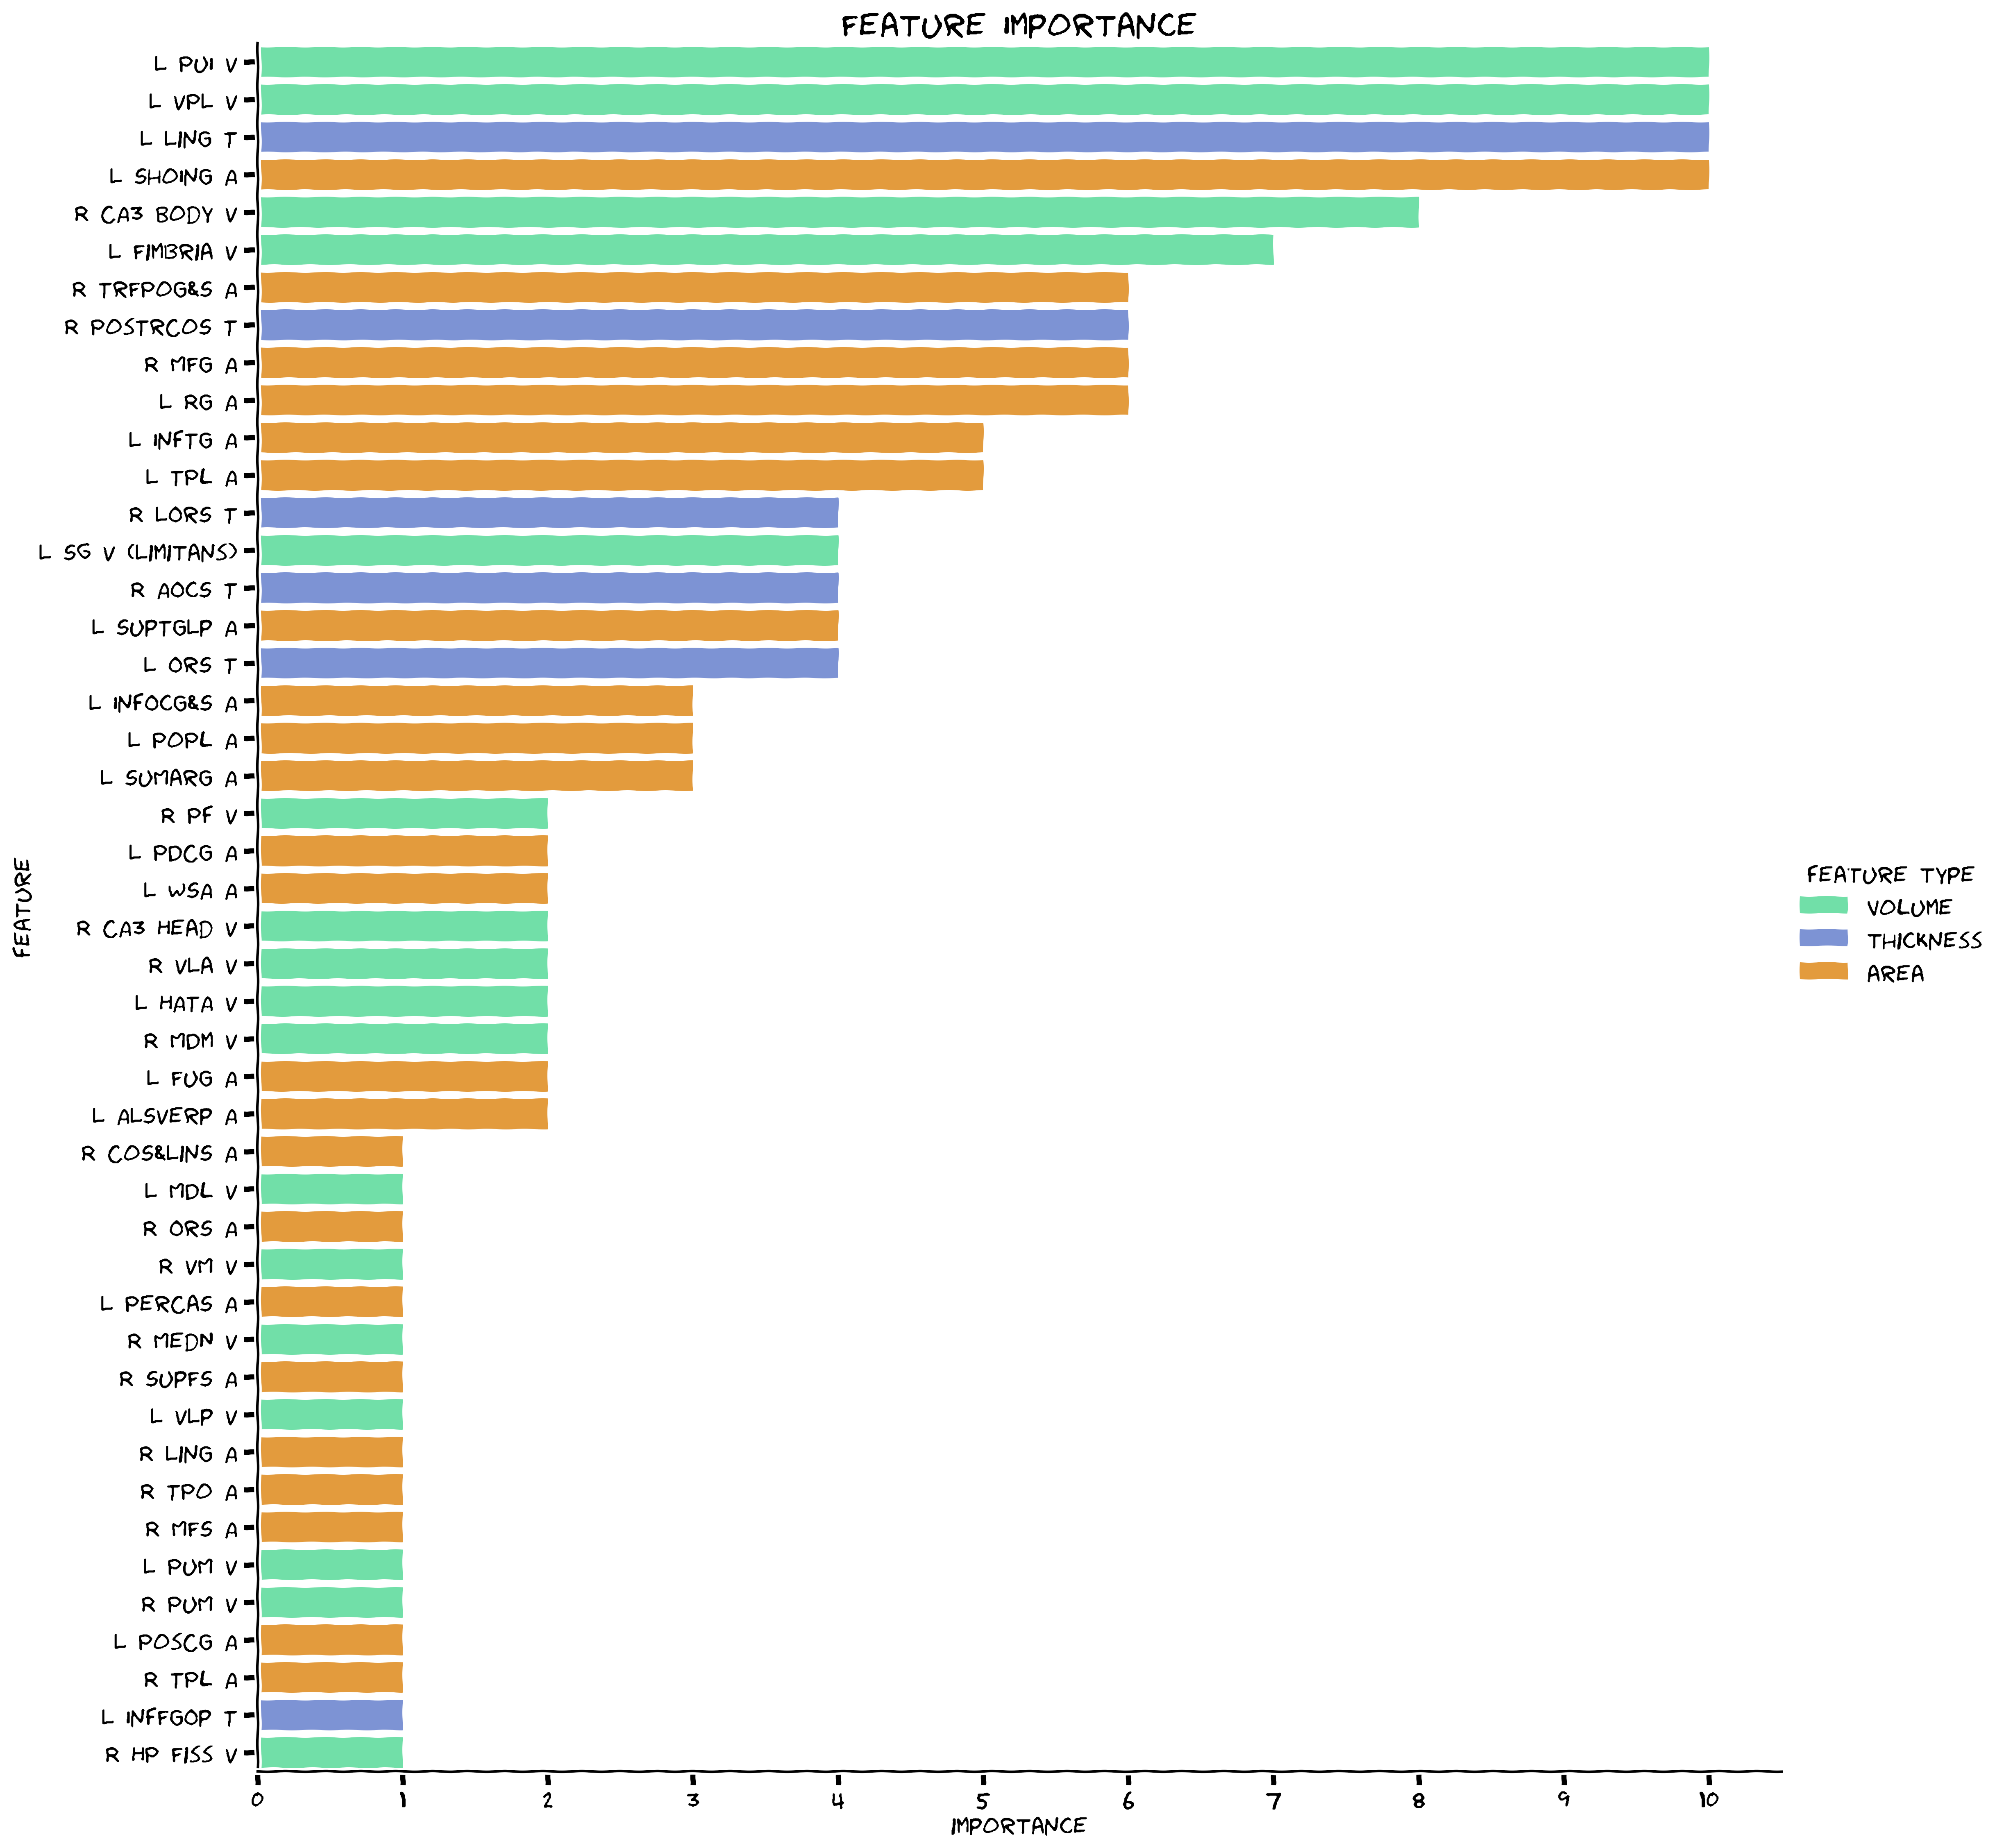 FEATURE IMPORTANCE
L PUI V
L VPL V
L LING T
L SHOING A
R CA3 BODY V
L FIMBRIA V
R TRFPOG&S A
R POSTRCOS T
R MFG A
L RG A
L INFTG A
L TPL A
R LORS T
L SG V (LIMITANS)
R AOCS T
L SUPTGLP A
L ORS T
L INFOCG&S A
L POPL A
L SUMARG A
R PF V
L PDCG A
L WSA A
R CA3 HEAD V
R VLA V
L HATA V
R MDM V
L FUG A
L ALSVERP A
R COS&LINS A
L MDL V
R ORS A
R VM V
L PERCAS A
R MEDN V
R SUPFS A
L VLP V
R LING A
R TPO A
R MFS A
L PUM V
R PUM V
L POSCG A
R TPL A
L INFFGOP T
R HP FISS V
FEATURE
0 1 2 3 4 5 6 7 8 9 10
IMPORTANCE
FEATURE TYPE
VOLUME
THICKNESS
AREA